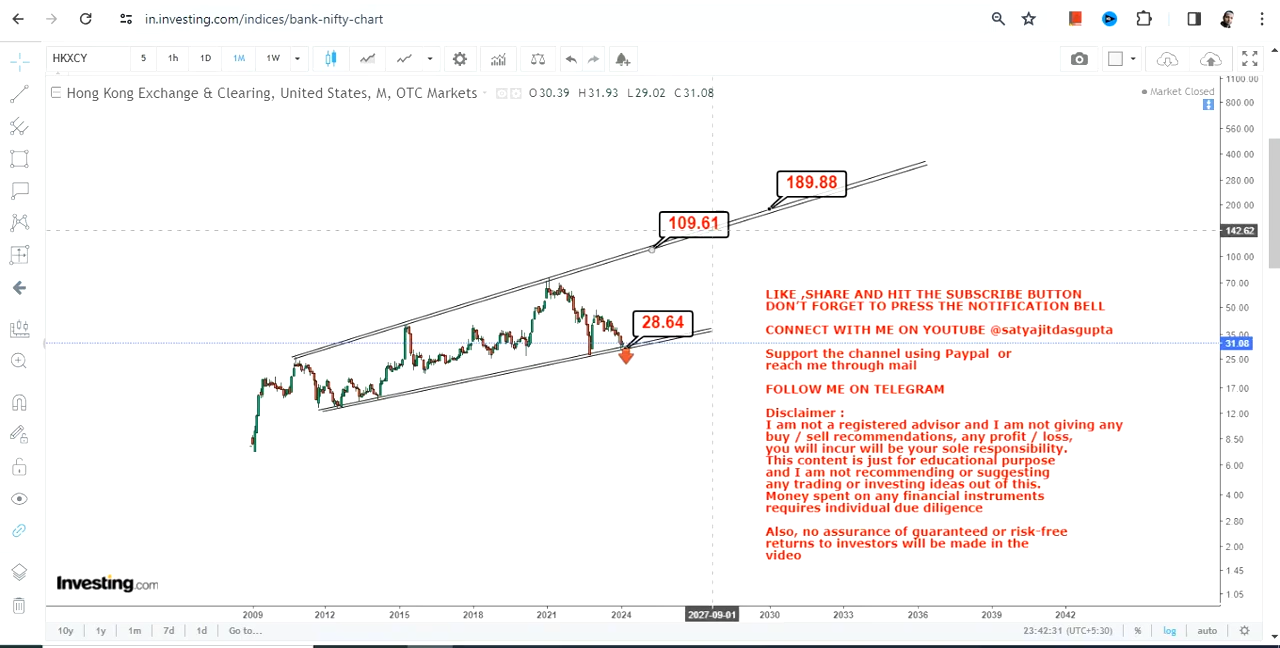 in.investing.com/indices/bank-nifty-chart
HKXCY 5 1h 1D 1M 1W
Hong Kong Exchange & Clearing, United States, M, OTC Markets O30.39 H31.93 L29.02 C31.08
Market Closed
1100.00
800.00
560.00
400.00
280.00
200.00
142.62
100.00
70.00
50.00
35.00
31.08
25.00
17.00
12.00
8.50
6.00
4.00
2.80
2.00
1.45
1.05
189.88
109.61
28.64
LIKE ,SHARE AND HIT THE SUBSCRIBE BUTTON
DON'T FORGET TO PRESS THE NOTIFICATION BELL
CONNECT WITH ME ON YOUTUBE @satyajitdasgupta
Support the channel using Paypal or
reach me through mail
FOLLOW ME ON TELEGRAM
Disclaimer :
I am not a registered advisor and I am not giving any
buy / sell recommendations, any profit / loss,
you will incur will be your sole responsibility.
This content is just for educational purpose
and I am not recommending or suggesting
any trading or investing ideas out of this.
Money spent on any financial instruments
requires individual due diligence
Also, no assurance of guaranteed or risk-free
returns to investors will be made in the
video
Investing.com
2009 2012 2015 2018 2021 2024 2027-09-01 2030 2033 2036 2039 2042
10y 1y 1m 7d 1d Go to... 23:42:31 (UTC+5:30) % log auto